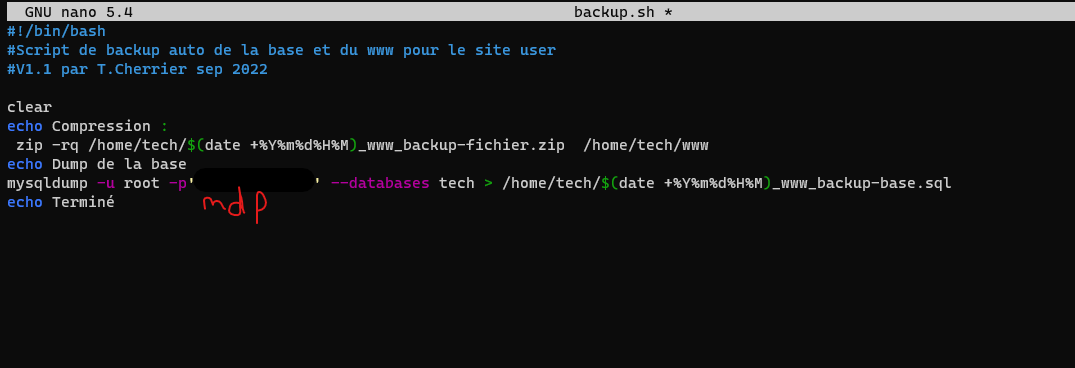 GNU nano 5.4 backup.sh *
#!/bin/bash
#Script de backup auto de la base et du www pour le site user
#V1.1 par T.Cherrier sep 2022
clear
echo Compression :
zip -rq /home/tech/$(date +%Y%m%d%H%M)_www_backup-fichier.zip /home/tech/www
echo Dump de la base
mysqldump -u root -p' ' --databases tech > /home/tech/$(date +%Y%m%d%H%M)_www_backup-base.sql
mdp
echo Terminé